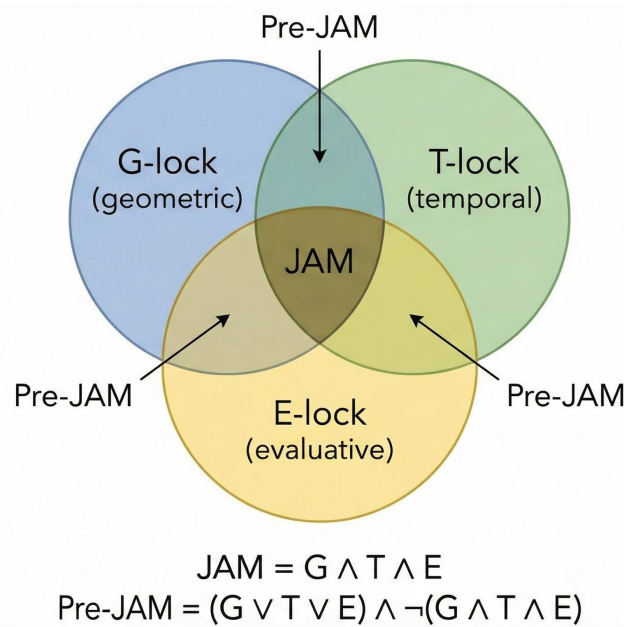 Pre-JAM
G-lock
(geometric)
T-lock
(temporal)
JAM
Pre-JAM
Pre-JAM
E-lock
(evaluative)
JAM = G ∧ T ∧ E
Pre-JAM = (G ∨ T ∨ E) ∧ ¬(G ∧ T ∧ E)